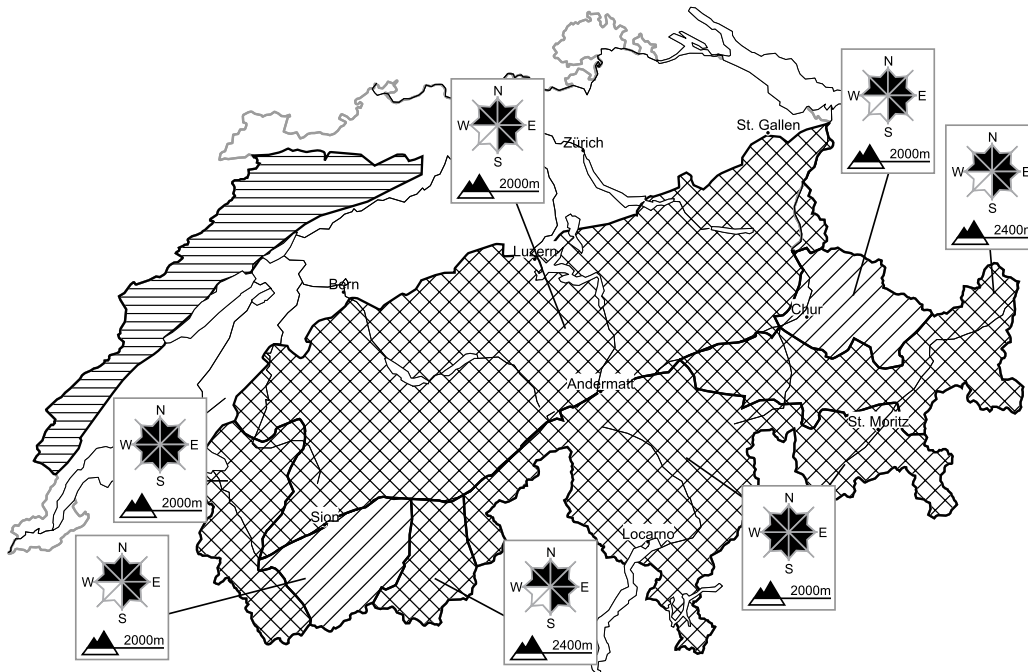 N
W E
S
2000m
N
W E
S
2000m
St. Gallen
Zürich
N
W E
S
2400m
Luzern
Bern
Chur
Andermatt
St. Moritz
N
W E
S
2000m
Sion
Locarno
N
W E
S
2000m
N
W E
S
2000m
N
W E
S
2400m